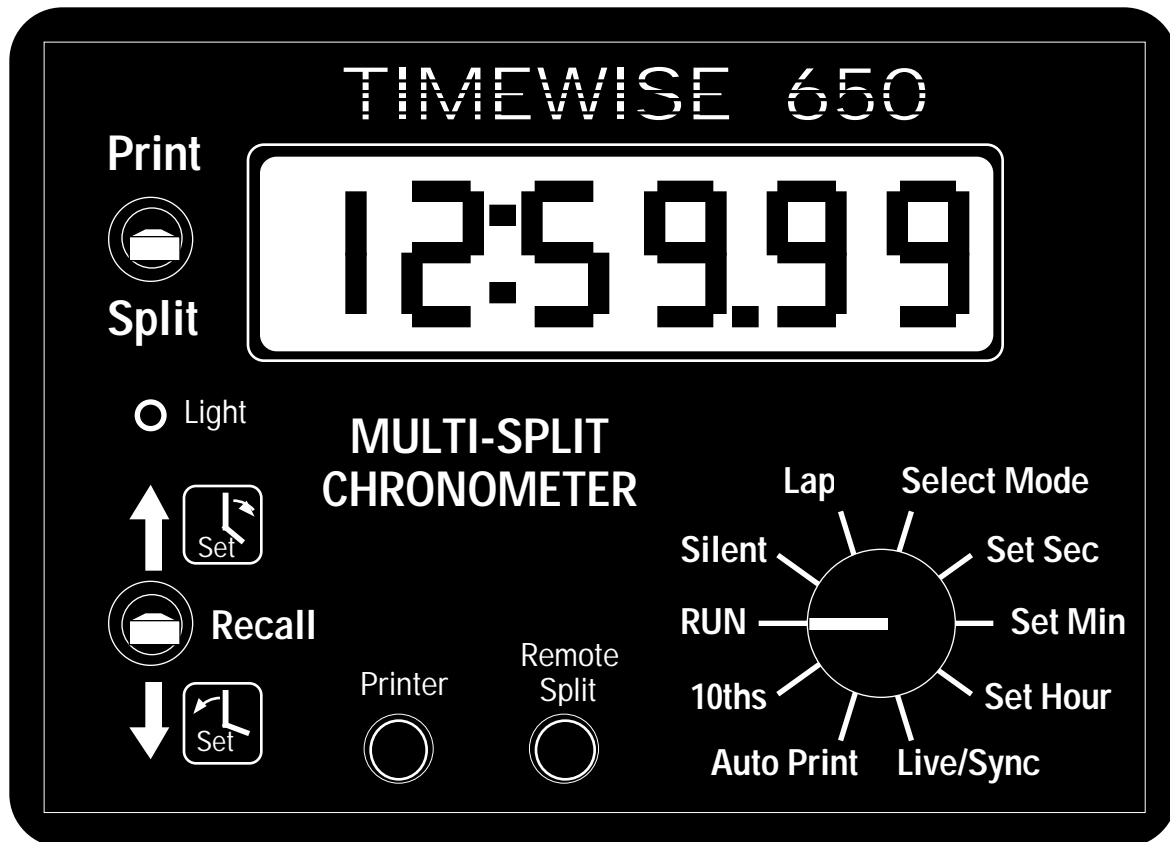 TIMEWISE 650
Print
12:59.99
Split
Light
MULTI-SPLIT
CHRONOMETER
Set
Recall
Set
Printer
Remote
Split
Lap
Select Mode
Silent
Set Sec
RUN
Set Min
10ths
Set Hour
Auto Print
Live/Sync